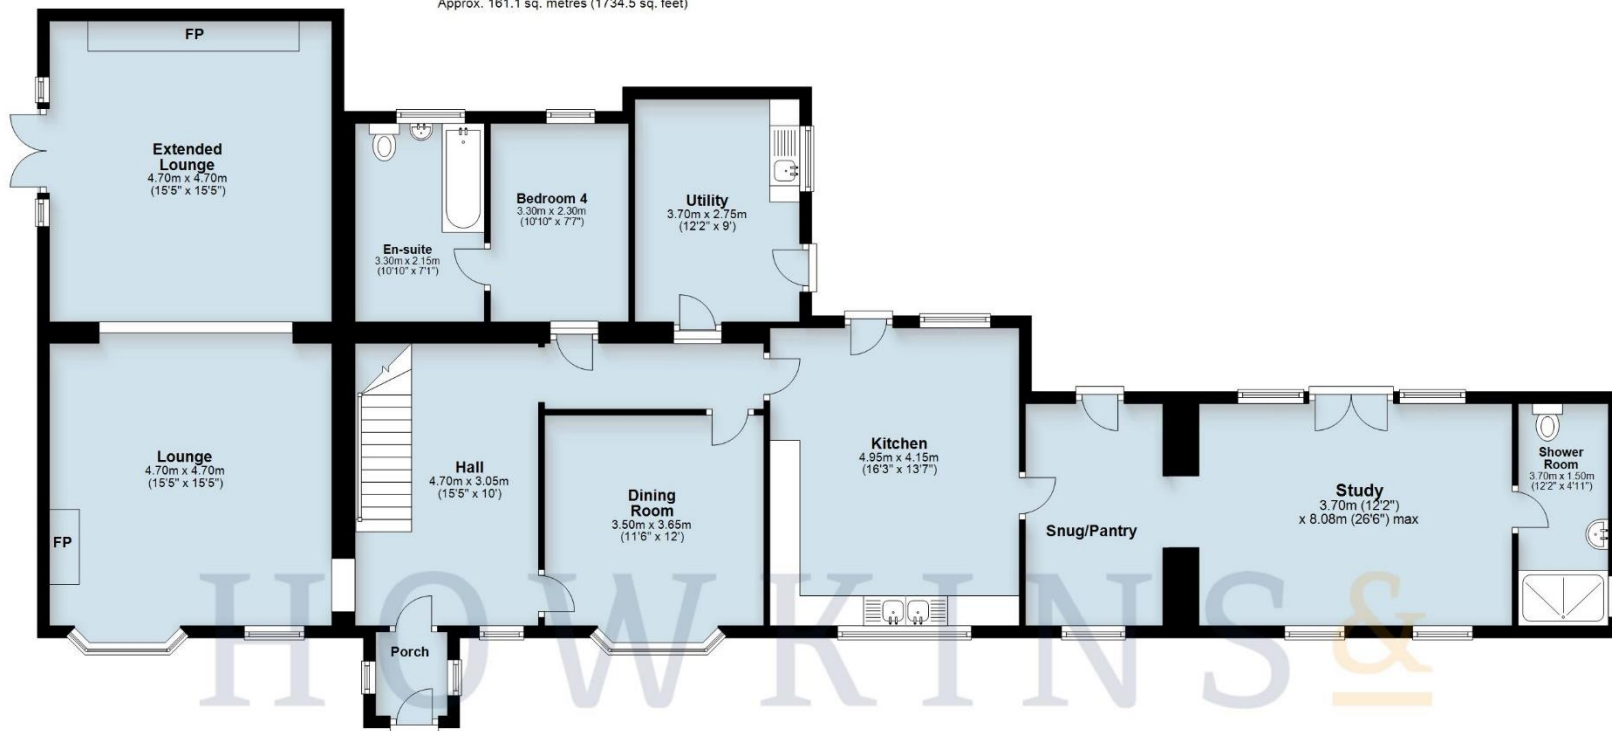 Approx. 161.1 sq. metres (1734.5 sq. feet)
FP
Extended
Lounge
4.70m x 4.70m
(15'5" x 15'5")
En-suite
3.30m x 2.15m
(10'10" x 7'1")
Bedroom 4
3.30m x 2.30m
(10'10" x 7'7")
Utility
3.70m x 2.75m
(12'2" x 9')
Lounge
4.70m x 4.70m
(15'5" x 15'5")
FP
Hall
4.70m x 3.05m
(15'5" x 10')
Dining
Room
3.50m x 3.65m
(11'6" x 12')
Kitchen
4.95m x 4.15m
(16'3" x 13'7")
Snug/Pantry
Study
3.70m (12'2")
x 8.08m (26'6") max
Shower
Room
3.70m x 1.50m
(12'2" x 4'11")
Porch
HOWKINS &